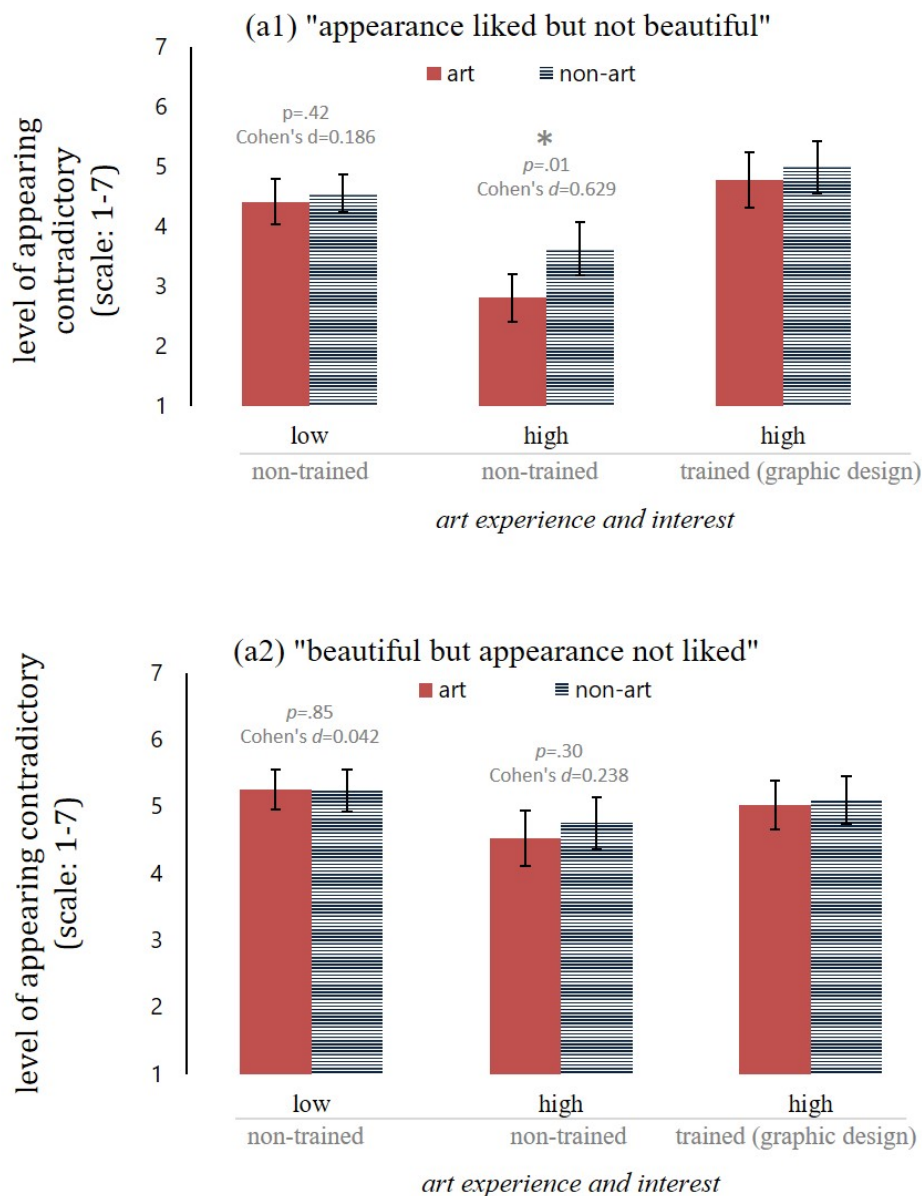 (a1) "appearance liked but not beautiful"
level of appearing
contradictory
(scale: 1-7)
7
6
5
4
3
2
1
art
non-art
p=.42
Cohen's d=0.186
*
p=.01
Cohen's d=0.629
low
high
high
non-trained
non-trained
trained (graphic design)
art experience and interest
(a2) "beautiful but appearance not liked"
level of appearing contradictory
(scale: 1-7)
7
6
5
4
3
2
1
art
non-art
p=.85
Cohen's d=0.042
p=.30
Cohen's d=0.238
low
high
high
non-trained
non-trained
trained (graphic design)
art experience and interest